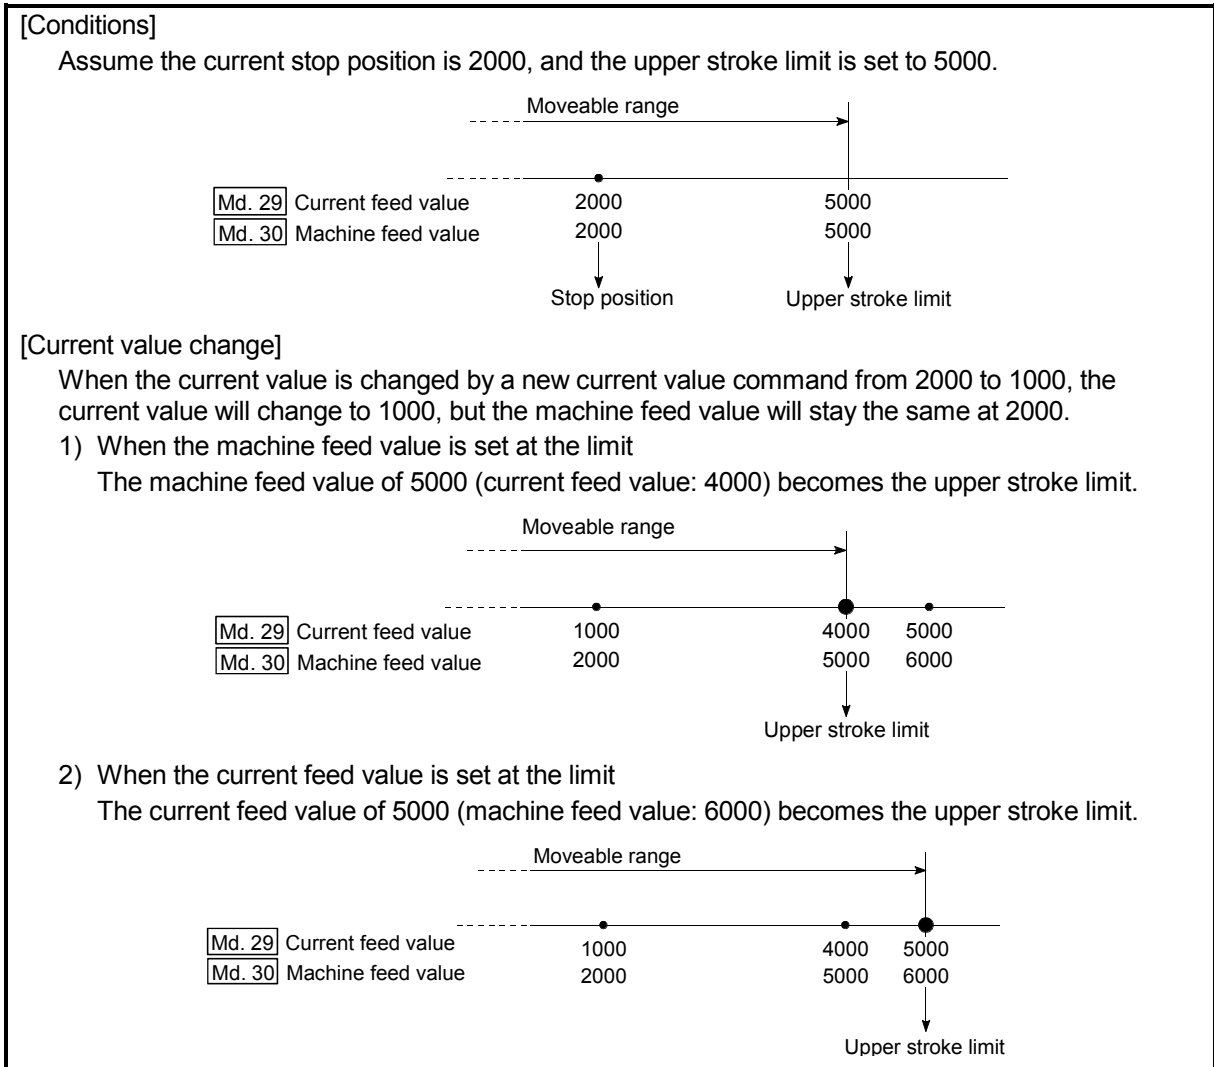 [Conditions]
Assume the current stop position is 2000, and the upper stroke limit is set to 5000.
Moveable range
Md. 29 Current feed value 2000 5000
Md. 30 Machine feed value 2000 5000
Stop position Upper stroke limit
[Current value change]
When the current value is changed by a new current value command from 2000 to 1000, the
current value will change to 1000, but the machine feed value will stay the same at 2000.
1) When the machine feed value is set at the limit
The machine feed value of 5000 (current feed value: 4000) becomes the upper stroke limit.
Moveable range
Md. 29 Current feed value 1000 4000 5000
Md. 30 Machine feed value 2000 5000 6000
Upper stroke limit
2) When the current feed value is set at the limit
The current feed value of 5000 (machine feed value: 6000) becomes the upper stroke limit.
Moveable range
Md. 29 Current feed value 1000 4000 5000
Md. 30 Machine feed value 2000 5000 6000
Upper stroke limit